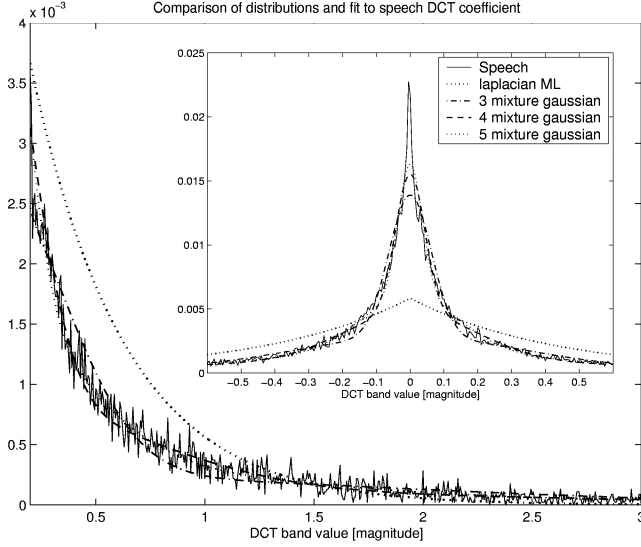 Comparison of distributions and fit to speech DCT coefficient
x 10⁻³
4
3.5
3
2.5
2
1.5
1
0.5
0
0.5
1
1.5
2
2.5
3
DCT band value [magnitude]
0.025
0.02
0.015
0.01
0.005
0
−0.5 −0.4 −0.3 −0.2 −0.1 0 0.1 0.2 0.3 0.4 0.5
DCT band value [magnitude]
Speech
laplacian ML
3 mixture gaussian
4 mixture gaussian
5 mixture gaussian